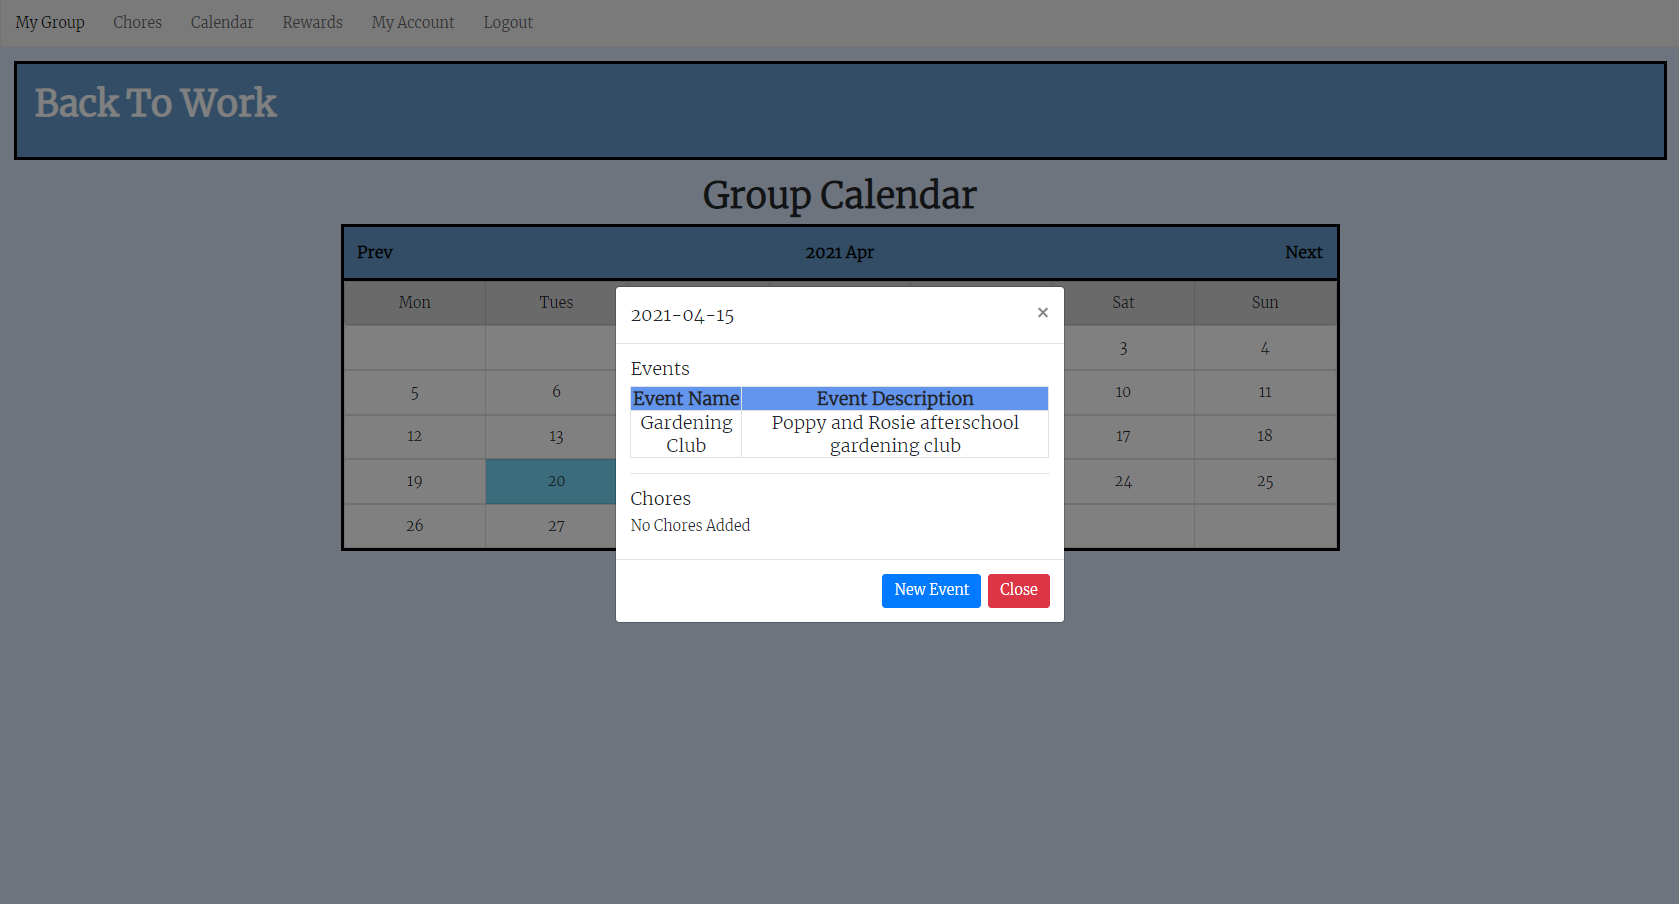 My Group Chores Calendar Rewards My Account Logout
Back To Work
Group Calendar
Prev 2021 Apr Next
Mon Tues Sat Sun
3 4
5 6 10 11
12 13 17 18
19 20 24 25
26 27
2021-04-15 ×
Events
Event Name Event Description
Gardening Poppy and Rosie afterschool
Club gardening club
Chores
No Chores Added
New Event Close